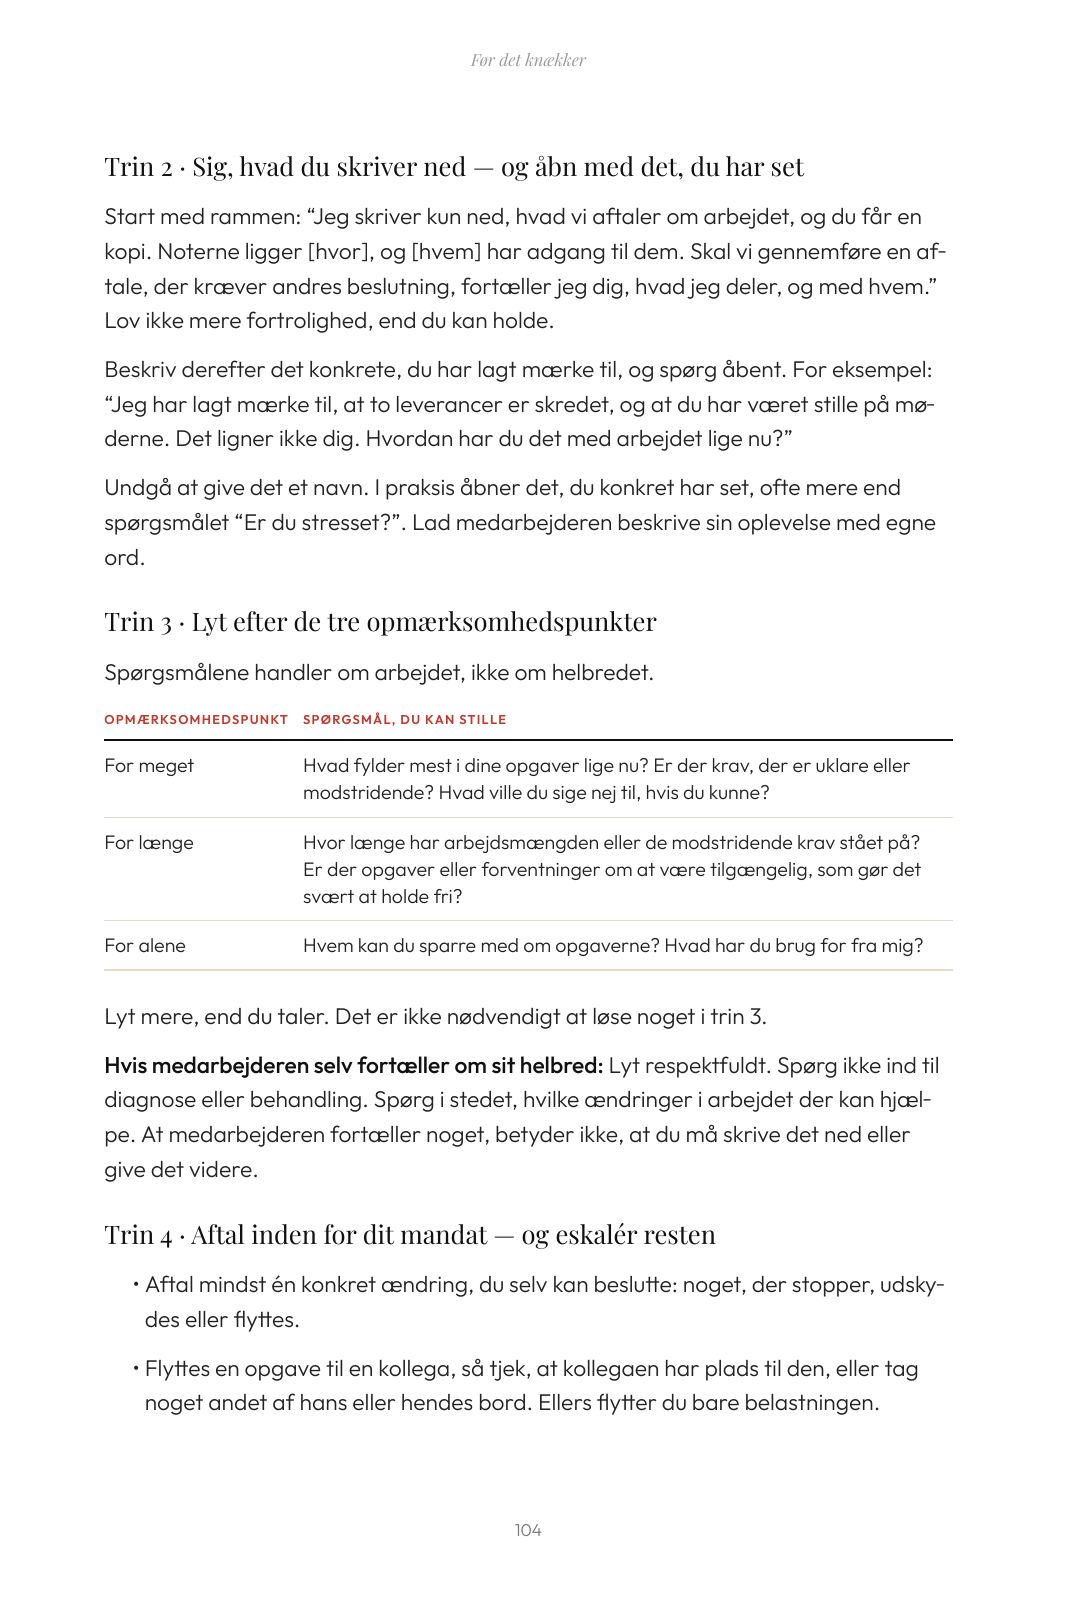 Før det knækker
Trin 2 · Sig, hvad du skriver ned — og åbn med det, du har set
Start med rammen: “Jeg skriver kun ned, hvad vi aftaler om arbejdet, og du får en
kopi. Noterne ligger [hvor], og [hvem] har adgang til dem. Skal vi gennemføre en af-
tale, der kræver andres beslutning, fortæller jeg dig, hvad jeg deler, og med hvem.”
Lov ikke mere fortrolighed, end du kan holde.
Beskriv derefter det konkrete, du har lagt mærke til, og spørg åbent. For eksempel:
“Jeg har lagt mærke til, at to leverancer er skredet, og at du har været stille på mø-
derne. Det ligner ikke dig. Hvordan har du det med arbejdet lige nu?”
Undgå at give det et navn. I praksis åbner det, du konkret har set, ofte mere end
spørgsmålet “Er du stresset?”. Lad medarbejderen beskrive sin oplevelse med egne
ord.
Trin 3 · Lyt efter de tre opmærksomhedspunkter
Spørgsmålene handler om arbejdet, ikke om helbredet.
OPMÆRKSOMHEDSPUNKT SPØRGSMÅL, DU KAN STILLE
For meget Hvad fylder mest i dine opgaver lige nu? Er der krav, der er uklare eller
modstridende? Hvad ville du sige nej til, hvis du kunne?
For længe Hvor længe har arbejdsmængden eller de modstridende krav stået på?
Er der opgaver eller forventninger om at være tilgængelig, som gør det
svært at holde fri?
For alene Hvem kan du sparre med om opgaverne? Hvad har du brug for fra mig?
Lyt mere, end du taler. Det er ikke nødvendigt at løse noget i trin 3.
Hvis medarbejderen selv fortæller om sit helbred: Lyt respektfuldt. Spørg ikke ind til
diagnose eller behandling. Spørg i stedet, hvilke ændringer i arbejdet der kan hjæl-
pe. At medarbejderen fortæller noget, betyder ikke, at du må skrive det ned eller
give det videre.
Trin 4 · Aftal inden for dit mandat — og eskalér resten
• Aftal mindst én konkret ændring, du selv kan beslutte: noget, der stopper, udsky-
des eller flyttes.
• Flyttes en opgave til en kollega, så tjek, at kollegaen har plads til den, eller tag
noget andet af hans eller hendes bord. Ellers flytter du bare belastningen.
104